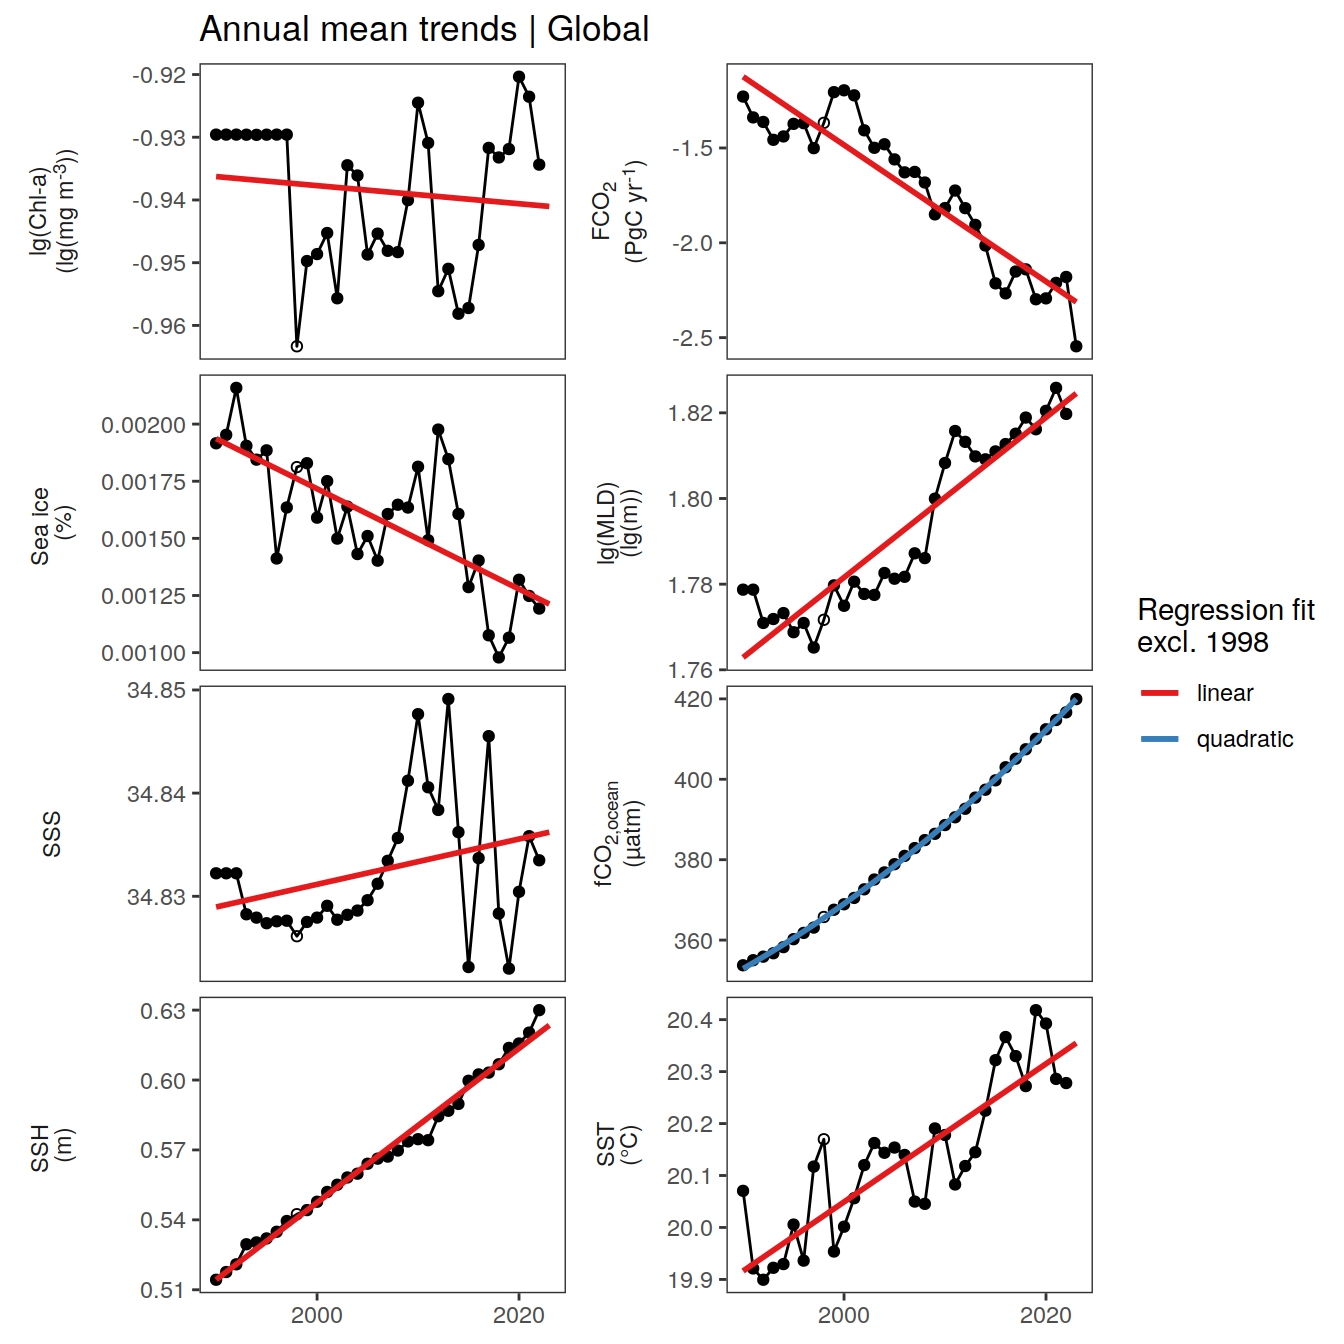 Annual mean trends | Global
lg(Chl-a)
(lg(mg m-3))
-0.92
-0.93
-0.94
-0.95
-0.96
FCO2
(PgC yr-1)
-1.5
-2.0
-2.5
Sea ice
(%)
0.00200
0.00175
0.00150
0.00125
0.00100
lg(MLD)
(lg(m))
1.82
1.80
1.78
1.76
SSS
34.85
34.84
34.83
fCO2,ocean
(µatm)
420
400
380
360
SSH
(m)
0.63
0.60
0.57
0.54
0.51
2000
2020
SST
(°C)
20.4
20.3
20.2
20.1
20.0
19.9
2000
2020
Regression fit
excl. 1998
linear
quadratic